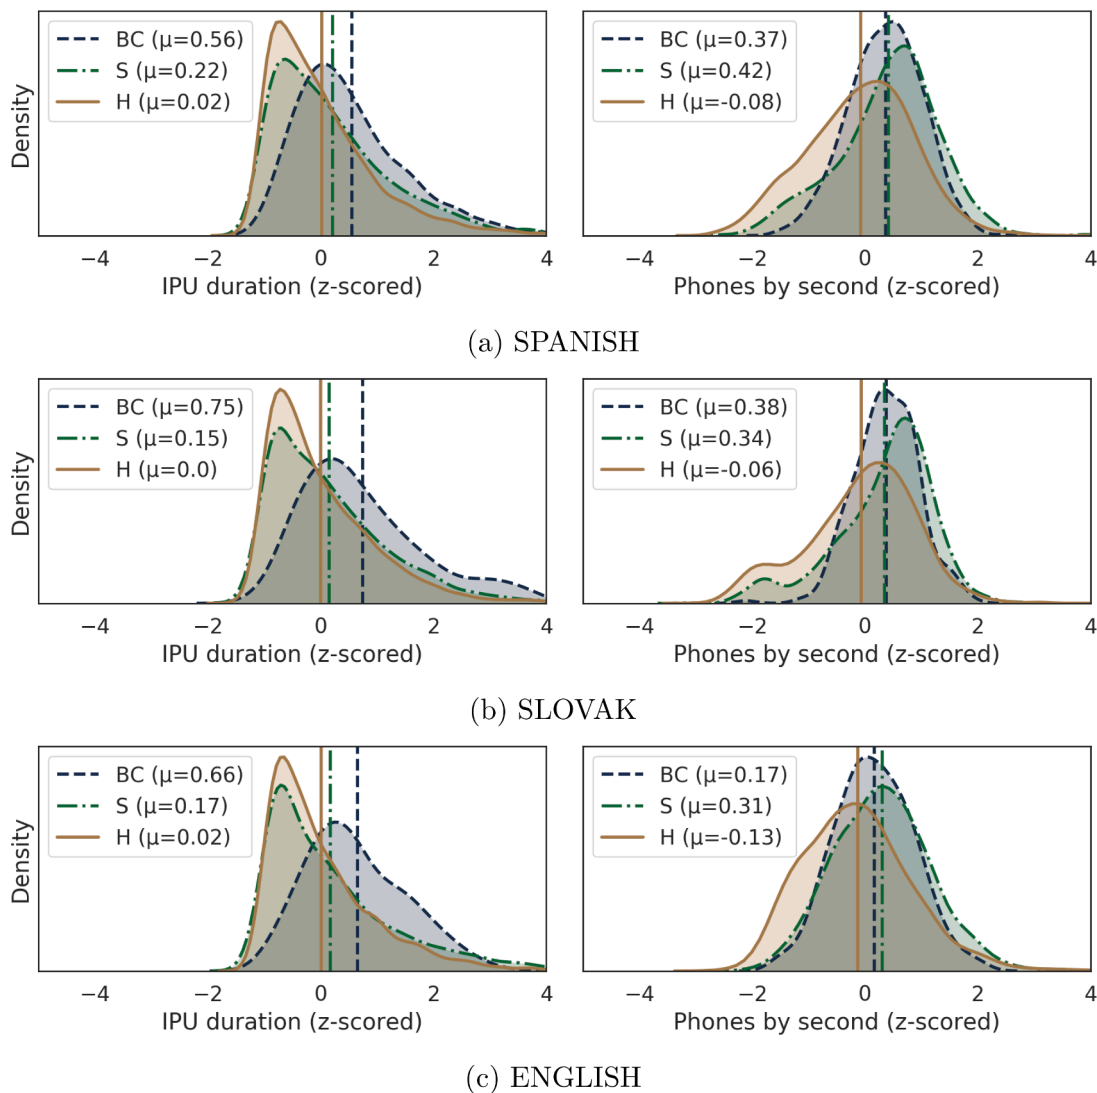 BC (μ=0.56)
S (μ=0.22)
H (μ=0.02)
Density
−4 −2 0 2 4
IPU duration (z-scored)
BC (μ=0.37)
S (μ=0.42)
H (μ=-0.08)
−4 −2 0 2 4
Phones by second (z-scored)
(a) SPANISH
BC (μ=0.75)
S (μ=0.15)
H (μ=0.0)
Density
−4 −2 0 2 4
IPU duration (z-scored)
BC (μ=0.38)
S (μ=0.34)
H (μ=-0.06)
−4 −2 0 2 4
Phones by second (z-scored)
(b) SLOVAK
BC (μ=0.66)
S (μ=0.17)
H (μ=0.02)
Density
−4 −2 0 2 4
IPU duration (z-scored)
BC (μ=0.17)
S (μ=0.31)
H (μ=-0.13)
−4 −2 0 2 4
Phones by second (z-scored)
(c) ENGLISH